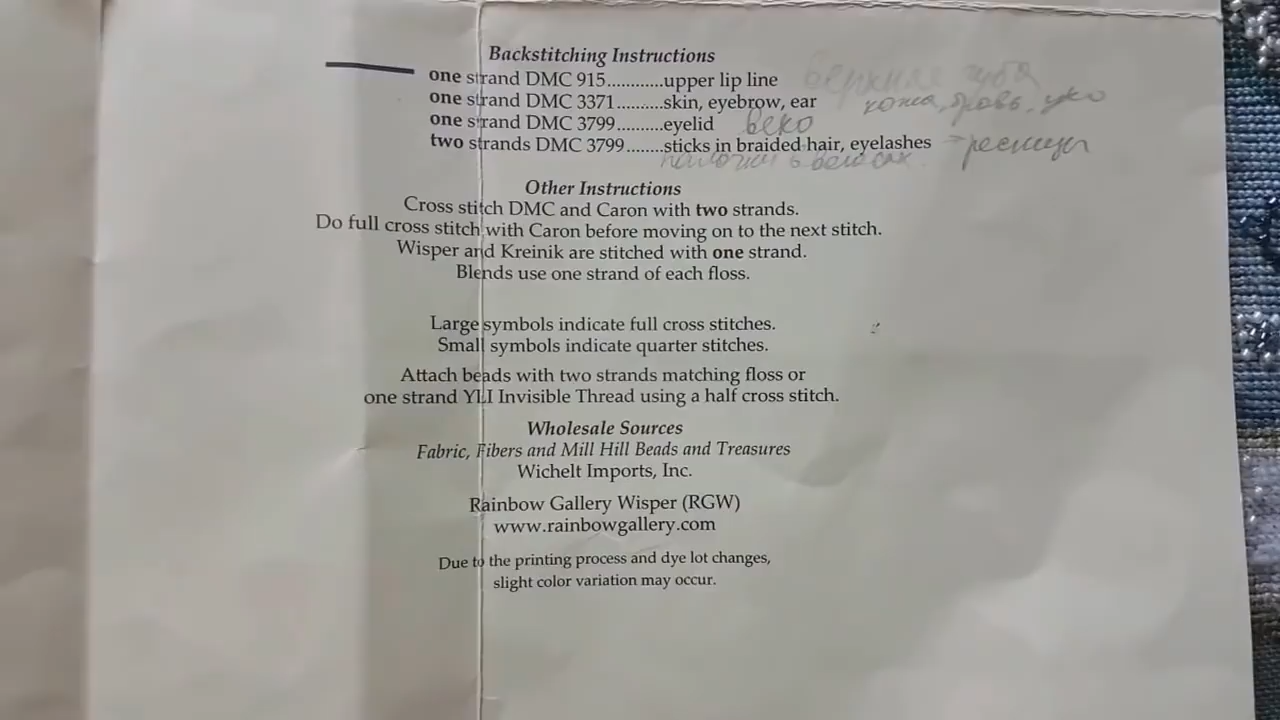 Backstitching Instructions
one strand DMC 915...........upper lip line верхняя губа
one strand DMC 3371.........skin, eyebrow, ear кожа, бровь, ухо
one strand DMC 3799.........eyelid веко
two strands DMC 3799.......sticks in braided hair, eyelashes - ресницы
палочки в волосах
Other Instructions
Cross stitch DMC and Caron with two strands.
Do full cross stitch with Caron before moving on to the next stitch.
Wisper and Kreinik are stitched with one strand.
Blends use one strand of each floss.
Large symbols indicate full cross stitches.
Small symbols indicate quarter stitches.
Attach beads with two strands matching floss or
one strand YLI Invisible Thread using a half cross stitch.
Wholesale Sources
Fabric, Fibers and Mill Hill Beads and Treasures
Wichelt Imports, Inc.
Rainbow Gallery Wisper (RGW)
www.rainbowgallery.com
Due to the printing process and dye lot changes,
slight color variation may occur.